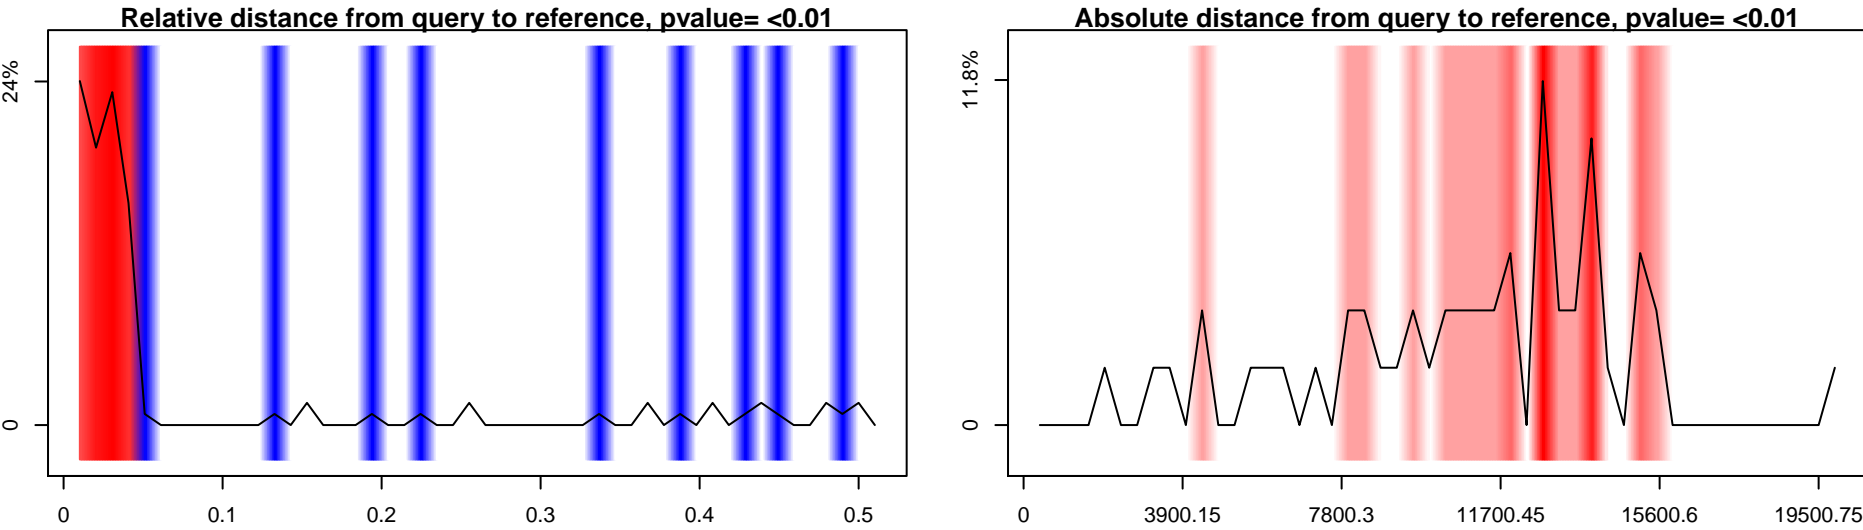 Relative distance from query to reference, pvalue= <0.01
24%
0
0 0.1 0.2 0.3 0.4 0.5
Absolute distance from query to reference, pvalue= <0.01
11.8%
0
0 3900.15 7800.3 11700.45 15600.6 19500.75